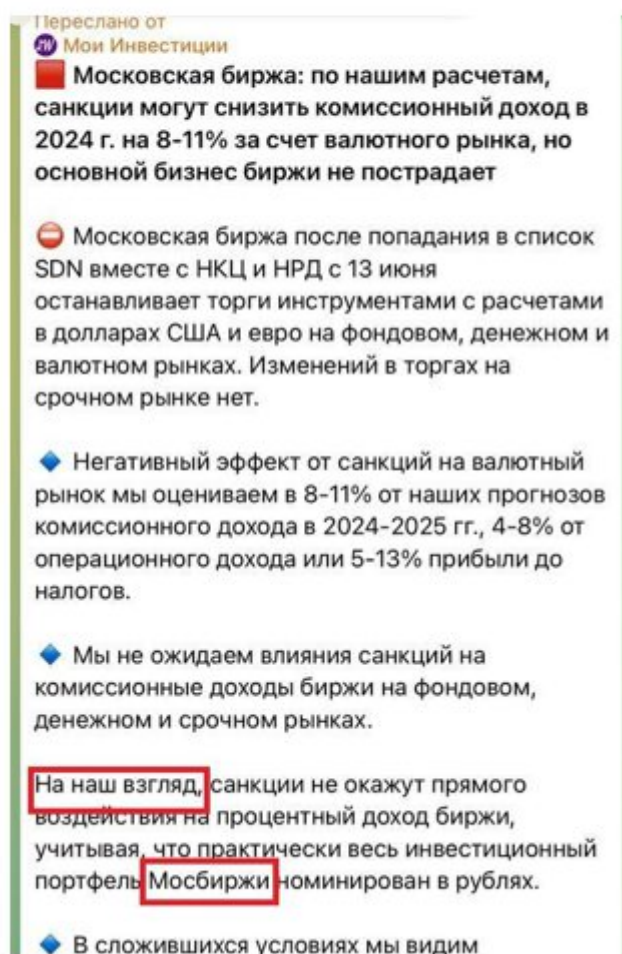 Переслано от
Мои Инвестиции
Московская биржа: по нашим расчетам,
санкции могут снизить комиссионный доход в
2024 г. на 8-11% за счет валютного рынка, но
основной бизнес биржи не пострадает
Московская биржа после попадания в список
SDN вместе с НКЦ и НРД с 13 июня
останавливает торги инструментами с расчетами
в долларах США и евро на фондовом, денежном и
валютном рынках. Изменений в торгах на
срочном рынке нет.
Негативный эффект от санкций на валютный
рынок мы оцениваем в 8-11% от наших прогнозов
комиссионного дохода в 2024-2025 гг., 4-8% от
операционного дохода или 5-13% прибыли до
налогов.
Мы не ожидаем влияния санкций на
комиссионные доходы биржи на фондовом,
денежном и срочном рынках.
На наш взгляд, санкции не окажут прямого
воздействия на процентный доход биржи,
учитывая, что практически весь инвестиционный
портфель Мосбиржи номинирован в рублях.
В сложившихся условиях мы видим